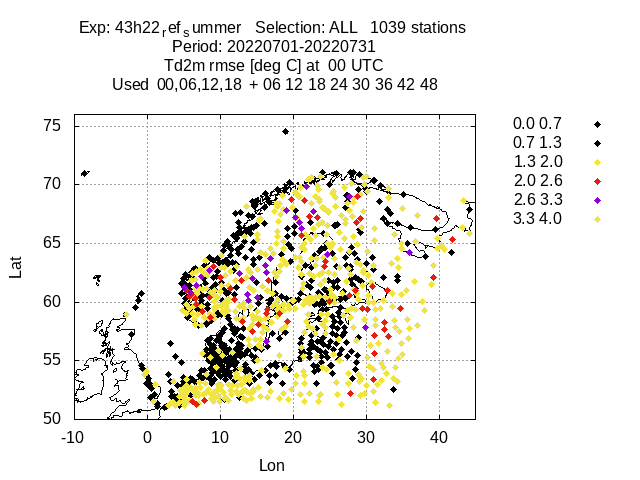 Exp: 43h22refsummer Selection: ALL 1039 stations
Period: 20220701-20220731
Td2m rmse [deg C] at 00 UTC
Used 00,06,12,18 + 06 12 18 24 30 36 42 48
75
70
65
60
55
50
Lat
-10 0 10 20 30 40
Lon
0.0 0.7
0.7 1.3
1.3 2.0
2.0 2.6
2.6 3.3
3.3 4.0